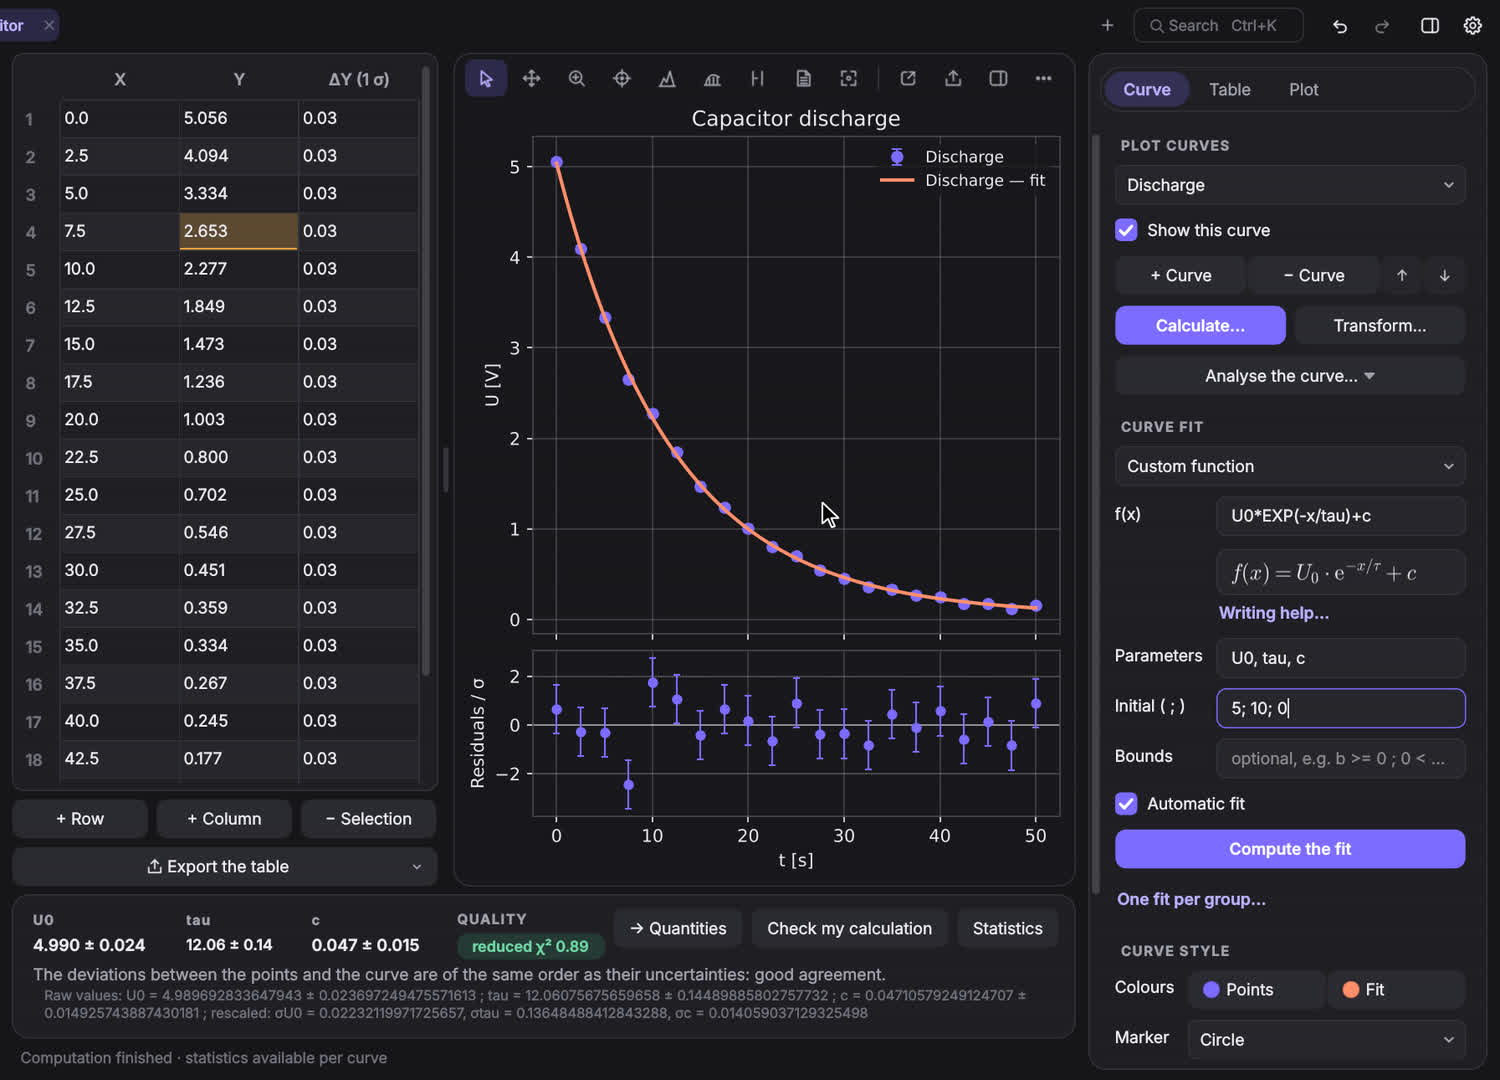 itor ×
Search Ctrl+K
X Y ΔY (1 σ)
1 0.0 5.056 0.03
2 2.5 4.094 0.03
3 5.0 3.334 0.03
4 7.5 2.653 0.03
5 10.0 2.277 0.03
6 12.5 1.849 0.03
7 15.0 1.473 0.03
8 17.5 1.236 0.03
9 20.0 1.003 0.03
10 22.5 0.800 0.03
11 25.0 0.702 0.03
12 27.5 0.546 0.03
13 30.0 0.451 0.03
14 32.5 0.359 0.03
15 35.0 0.334 0.03
16 37.5 0.267 0.03
17 40.0 0.245 0.03
18 42.5 0.177 0.03
+ Row + Column − Selection
Export the table
Capacitor discharge
Discharge
Discharge — fit
U [V]
5
4
3
2
1
0
Residuals / σ
2
0
−2
0 10 20 30 40 50
t [s]
U0 tau c QUALITY
4.990 ± 0.024 12.06 ± 0.14 0.047 ± 0.015 reduced χ² 0.89
→ Quantities Check my calculation Statistics
The deviations between the points and the curve are of the same order as their uncertainties: good agreement.
Raw values: U0 = 4.989692833647943 ± 0.023697249475571613 ; tau = 12.06075675659658 ± 0.14489885802757732 ; c = 0.04710579249124707 ±
0.014925743887430181 ; rescaled: σU0 = 0.02232119971725657, στau = 0.13648488412843288, σc = 0.014059037129325498
Computation finished · statistics available per curve
Curve Table Plot
PLOT CURVES
Discharge
Show this curve
+ Curve − Curve ↑ ↓
Calculate... Transform...
Analyse the curve...
CURVE FIT
Custom function
f(x) U0*EXP(-x/tau)+c
f(x) = U₀ · e^{−x/τ} + c
Writing help...
Parameters U0, tau, c
Initial ( ; ) 5; 10; 0
Bounds optional, e.g. b >= 0 ; 0 < ...
Automatic fit
Compute the fit
One fit per group...
CURVE STYLE
Colours Points Fit
Marker Circle